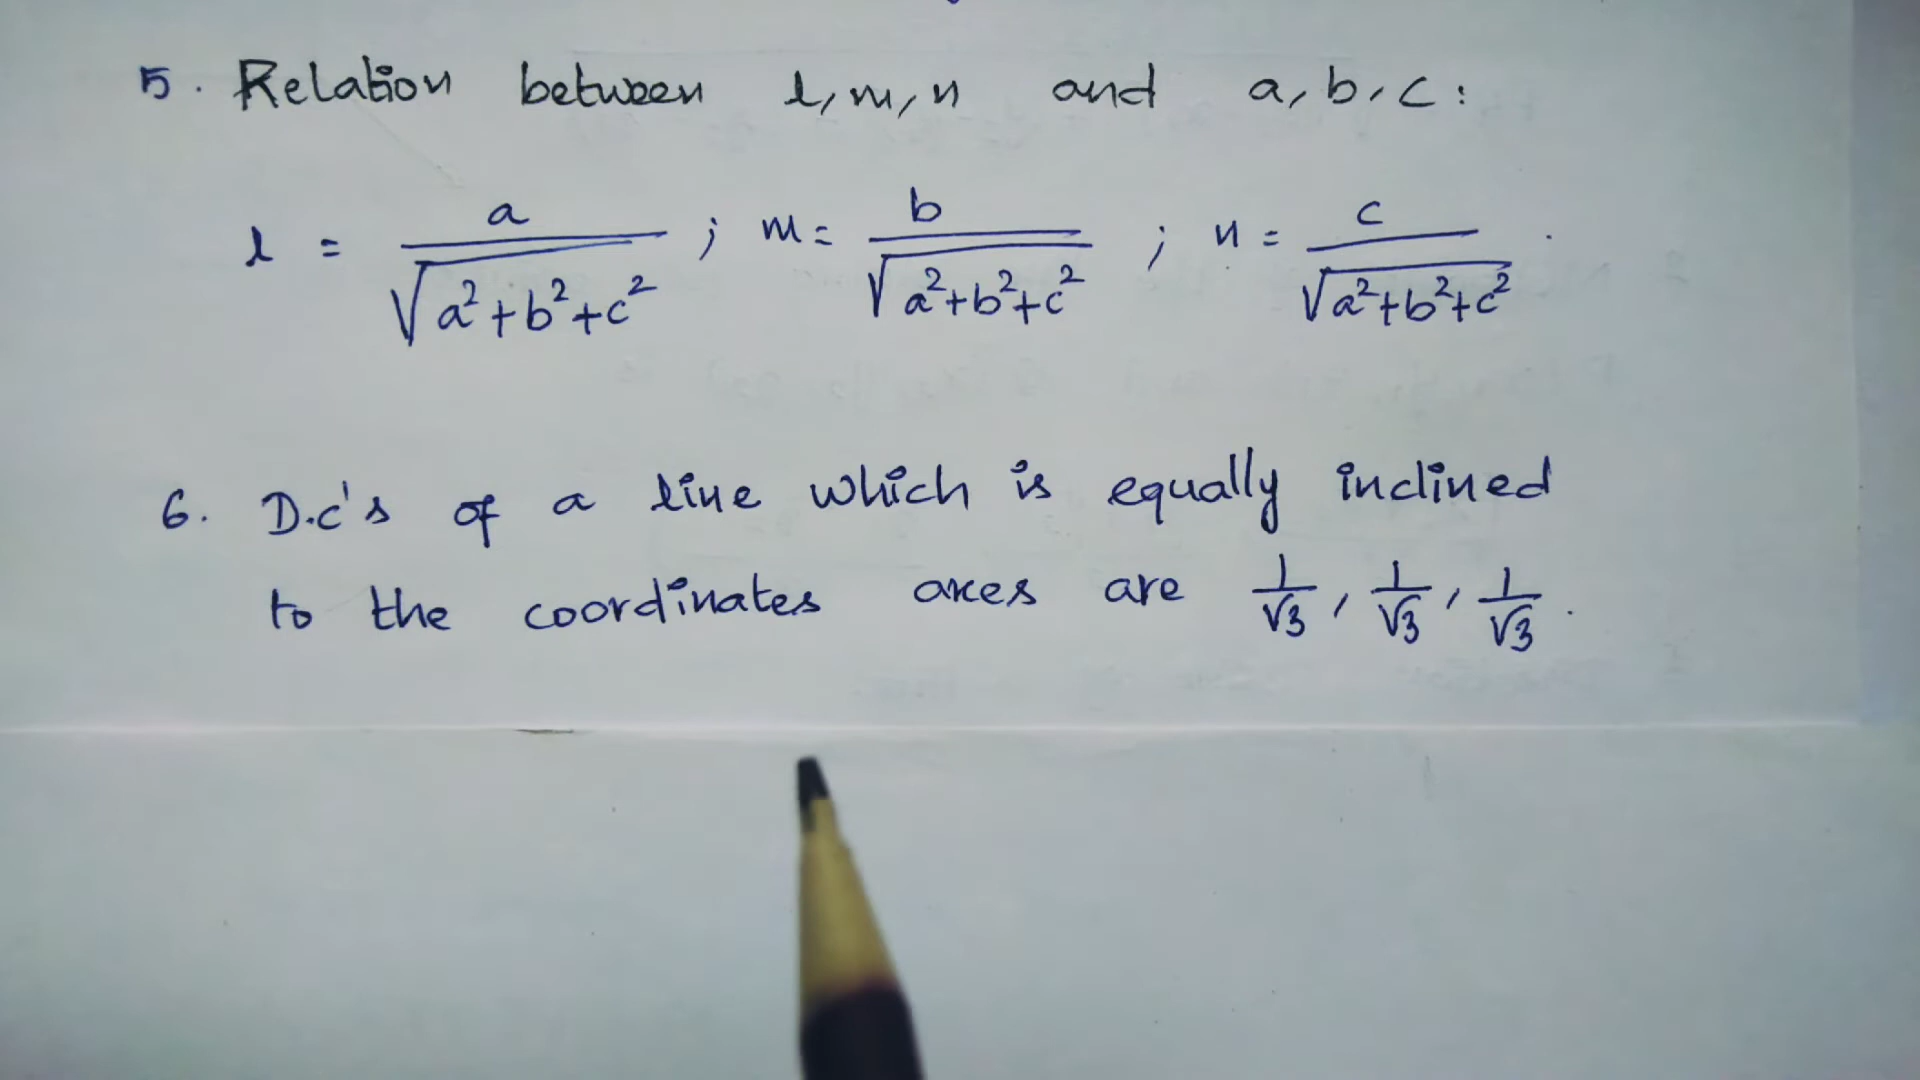 5. Relation between l, m, n and a, b, c :
l = a/√(a²+b²+c²) ; m = b/√(a²+b²+c²) ; n = c/√(a²+b²+c²) .
6. D.c's of a line which is equally inclined
to the coordinates axes are 1/√3 , 1/√3 , 1/√3 .